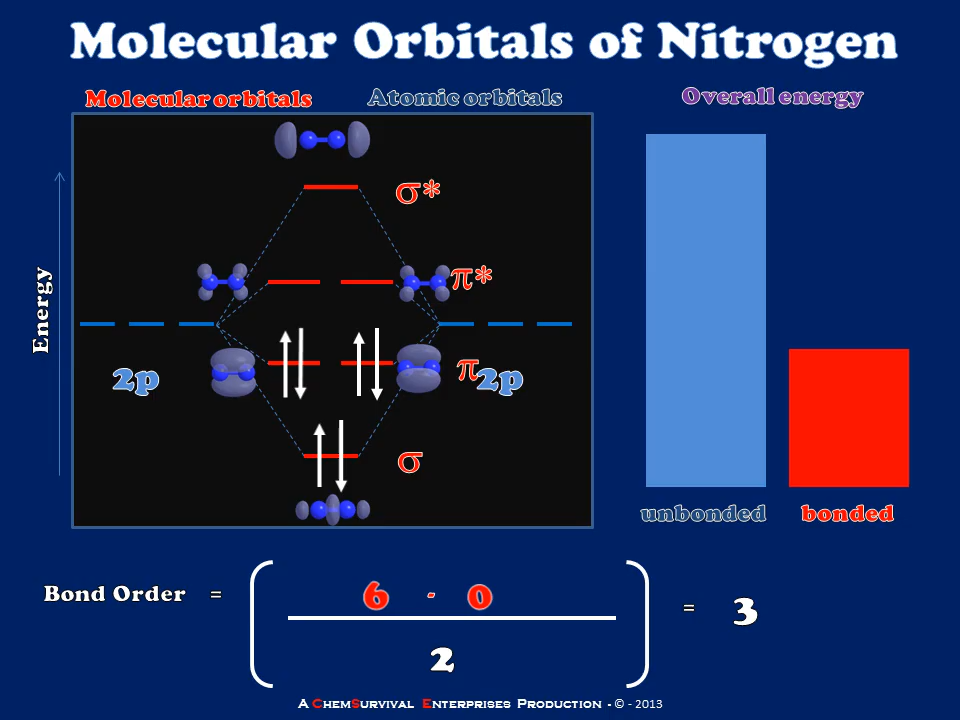 Molecular Orbitals of Nitrogen
Molecular orbitals
Atomic orbitals
Overall energy
σ*
π*
Energy
2p
π
2p
σ
unbonded
bonded
Bond Order = 6 - 0 = 3
2
A ChemSurvival Enterprises Production - © - 2013